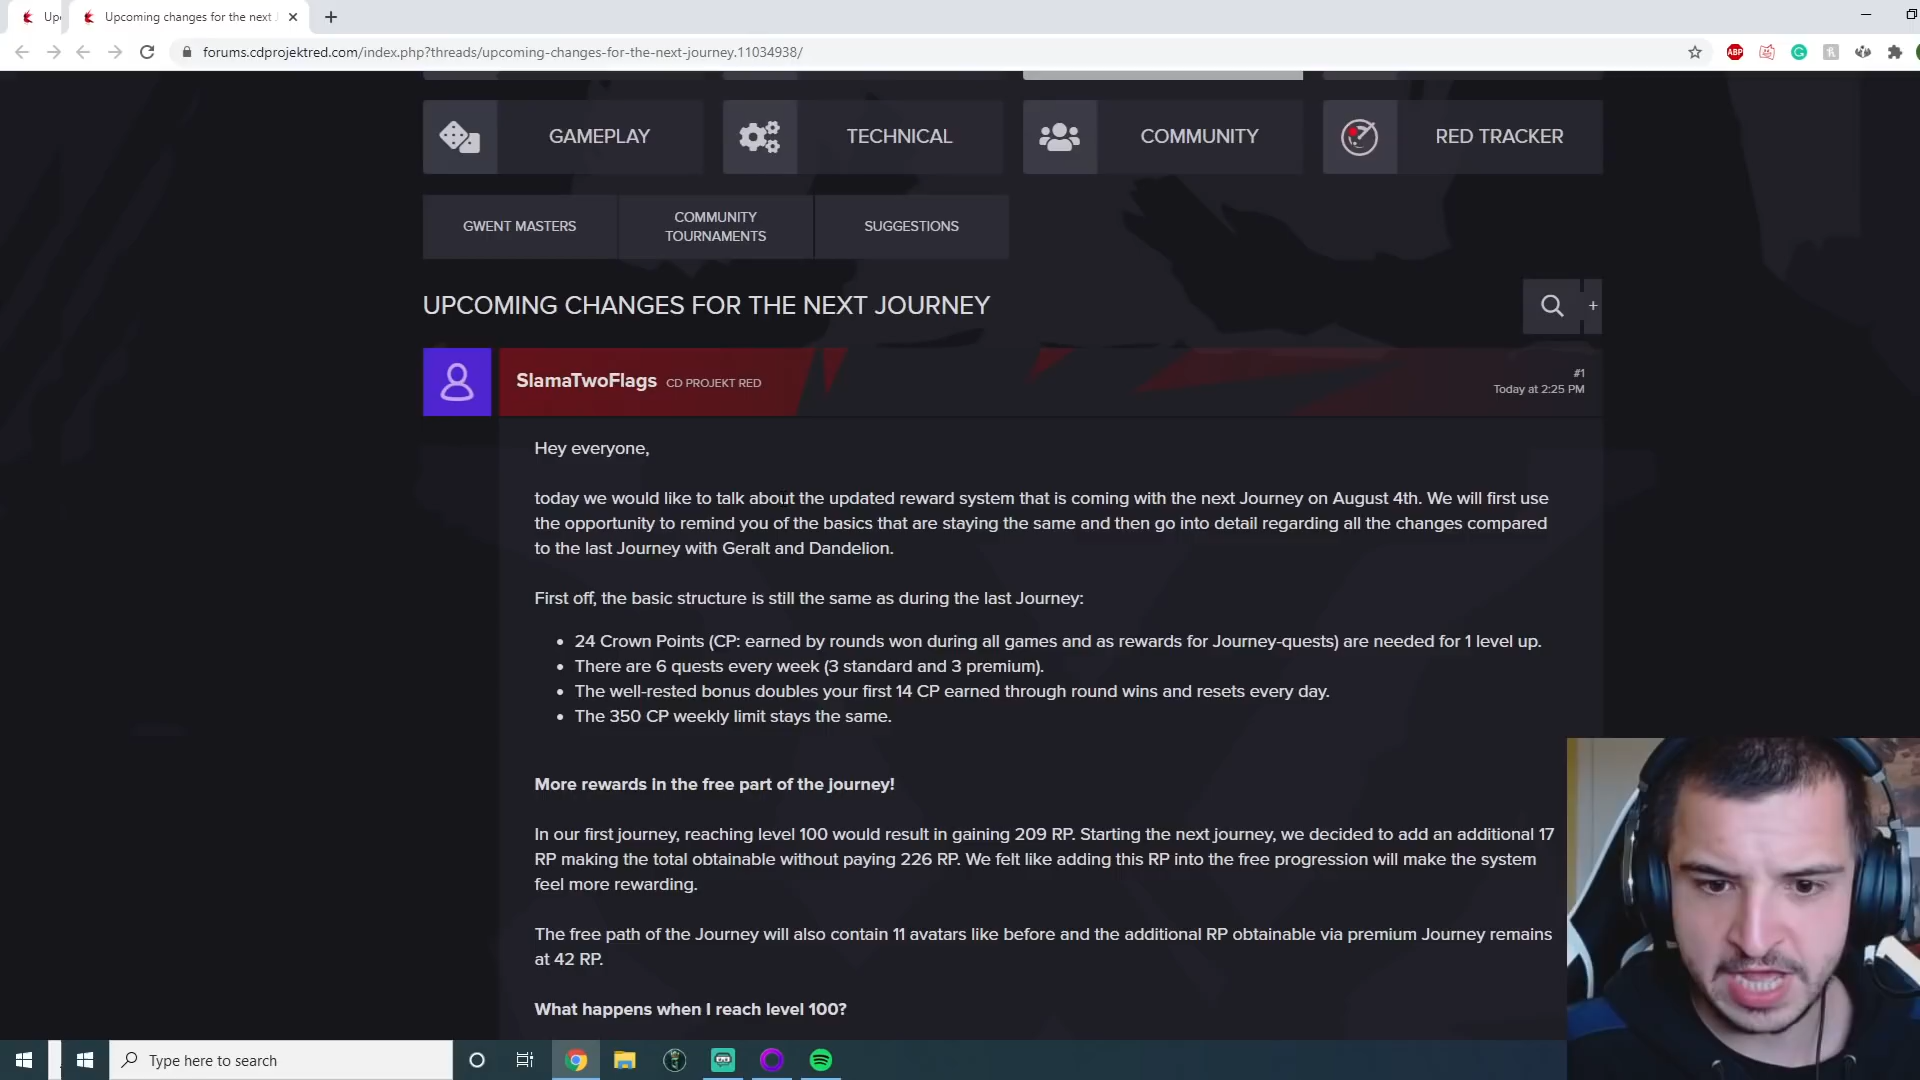 Upc
Upcoming changes for the next J
forums.cdprojektred.com/index.php?threads/upcoming-changes-for-the-next-journey.11034938/
ABP
GAMEPLAY
TECHNICAL
COMMUNITY
RED TRACKER
GWENT MASTERS
COMMUNITY
TOURNAMENTS
SUGGESTIONS
UPCOMING CHANGES FOR THE NEXT JOURNEY
SlamaTwoFlags CD PROJEKT RED
#1
Today at 2:25 PM
Hey everyone,
today we would like to talk about the updated reward system that is coming with the next Journey on August 4th. We will first use
the opportunity to remind you of the basics that are staying the same and then go into detail regarding all the changes compared
to the last Journey with Geralt and Dandelion.
First off, the basic structure is still the same as during the last Journey:
• 24 Crown Points (CP: earned by rounds won during all games and as rewards for Journey-quests) are needed for 1 level up.
• There are 6 quests every week (3 standard and 3 premium).
• The well-rested bonus doubles your first 14 CP earned through round wins and resets every day.
• The 350 CP weekly limit stays the same.
More rewards in the free part of the journey!
In our first journey, reaching level 100 would result in gaining 209 RP. Starting the next journey, we decided to add an additional 17
RP making the total obtainable without paying 226 RP. We felt like adding this RP into the free progression will make the system
feel more rewarding.
The free path of the Journey will also contain 11 avatars like before and the additional RP obtainable via premium Journey remains
at 42 RP.
What happens when I reach level 100?
Type here to search